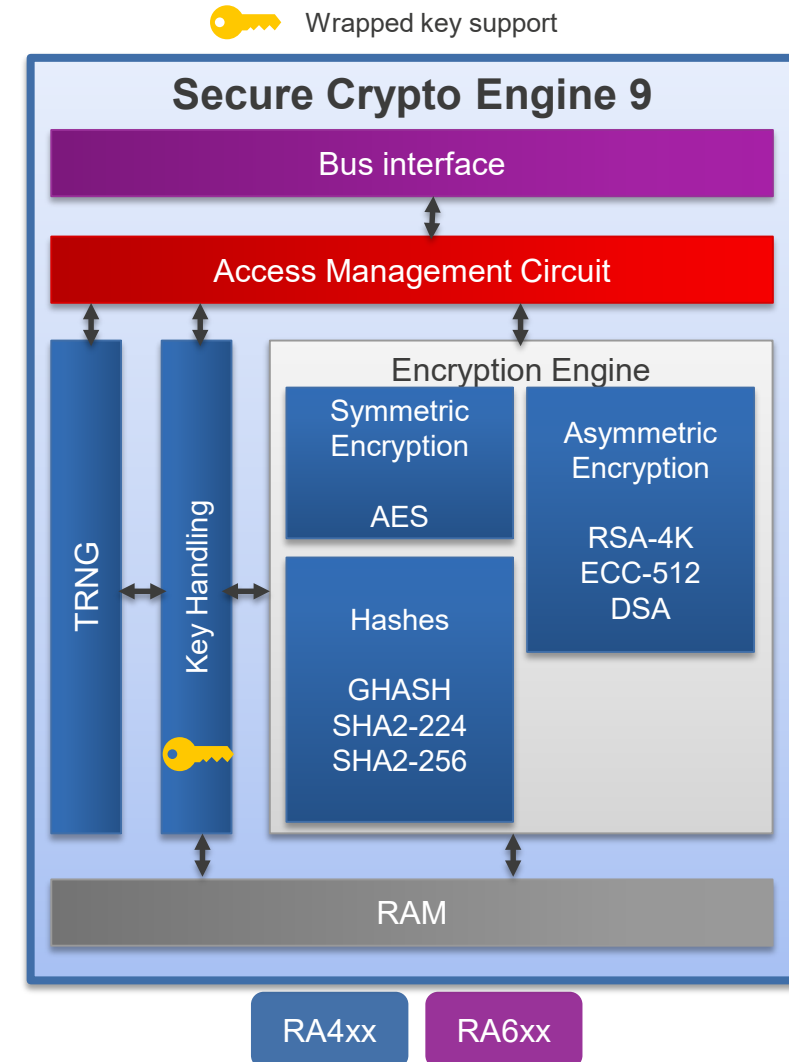 Wrapped key support
Secure Crypto Engine 9
Bus interface
Access Management Circuit
TRNG
Key Handling
Encryption Engine
Symmetric
Encryption
AES
Hashes
GHASH
SHA2-224
SHA2-256
Asymmetric
Encryption
RSA-4K
ECC-512
DSA
RAM
RA4xx
RA6xx